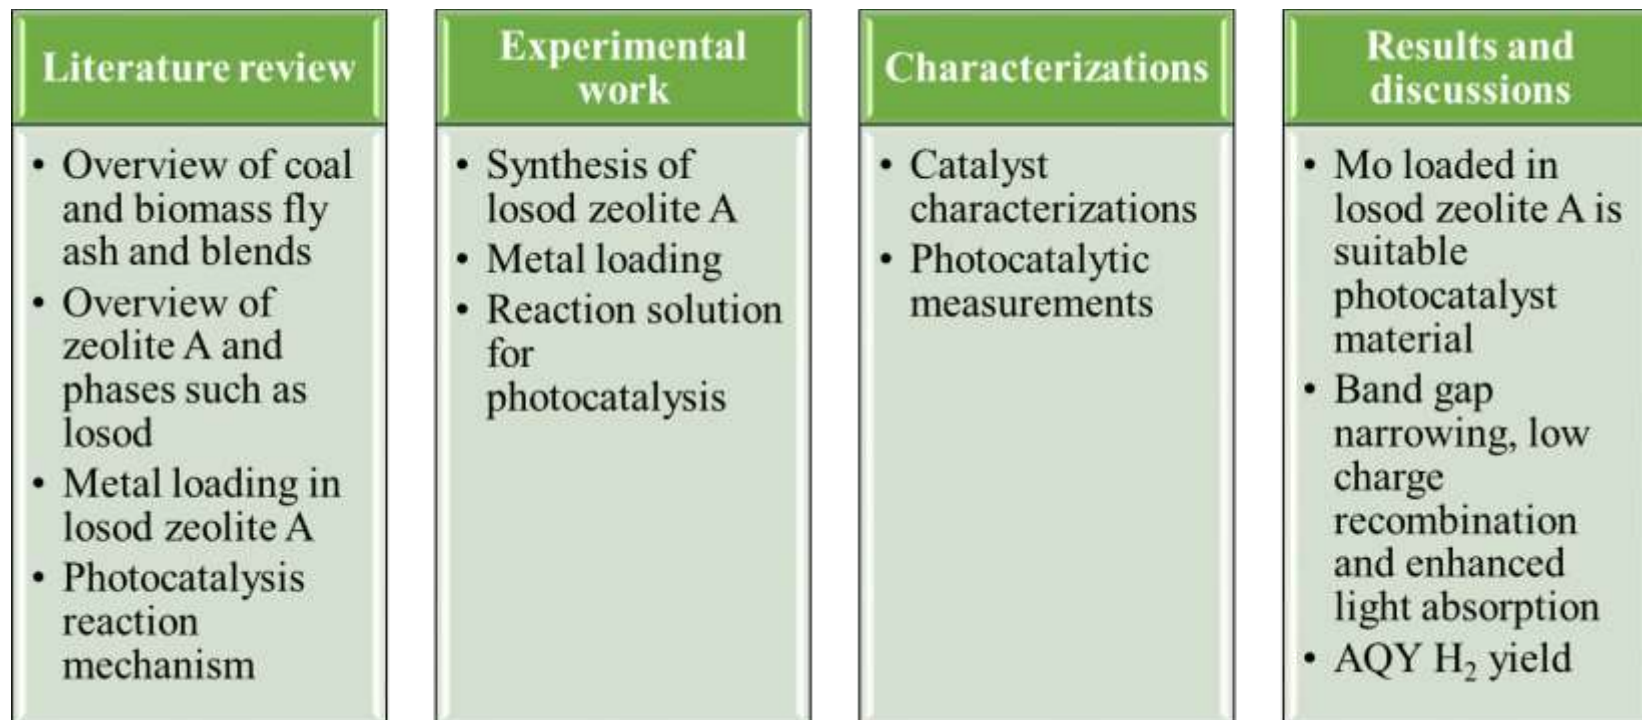 Literature review
• Overview of coal
and biomass fly
ash and blends
• Overview of
zeolite A and
phases such as
losod
• Metal loading in
losod zeolite A
• Photocatalysis
reaction
mechanism
Experimental
work
• Synthesis of
losod zeolite A
• Metal loading
• Reaction solution
for
photocatalysis
Characterizations
• Catalyst
characterizations
• Photocatalytic
measurements
Results and
discussions
• Mo loaded in
losod zeolite A is
suitable
photocatalyst
material
• Band gap
narrowing, low
charge
recombination
and enhanced
light absorption
• AQY H₂ yield